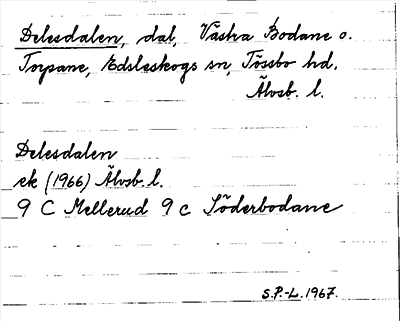 Delesdalen, dal, Västra Bodane o.
Torpane, Edsleskogs sn, Tössbo hd.
Älvsb. l.
Delesdalen
ek (1966) Älvsb. l.
9 C Mellerud 9 c Söderbodane
S.P.-L. 1967.